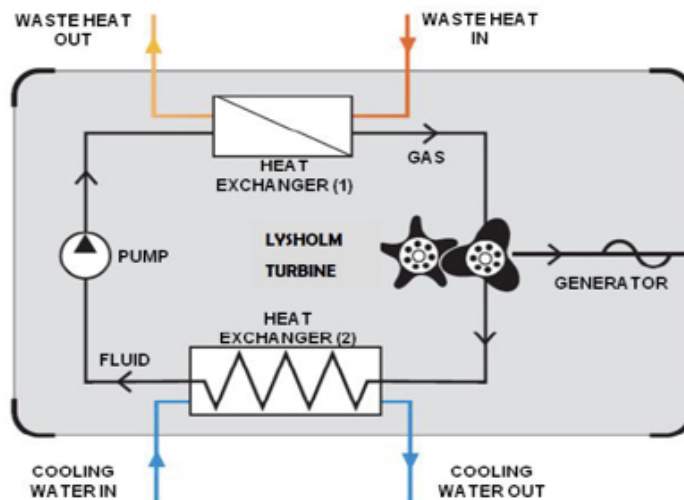 WASTE HEAT
OUT
WASTE HEAT
IN
HEAT
EXCHANGER (1)
GAS
PUMP
LYSHOLM
TURBINE
GENERATOR
HEAT
EXCHANGER (2)
FLUID
COOLING
WATER IN
COOLING
WATER OUT